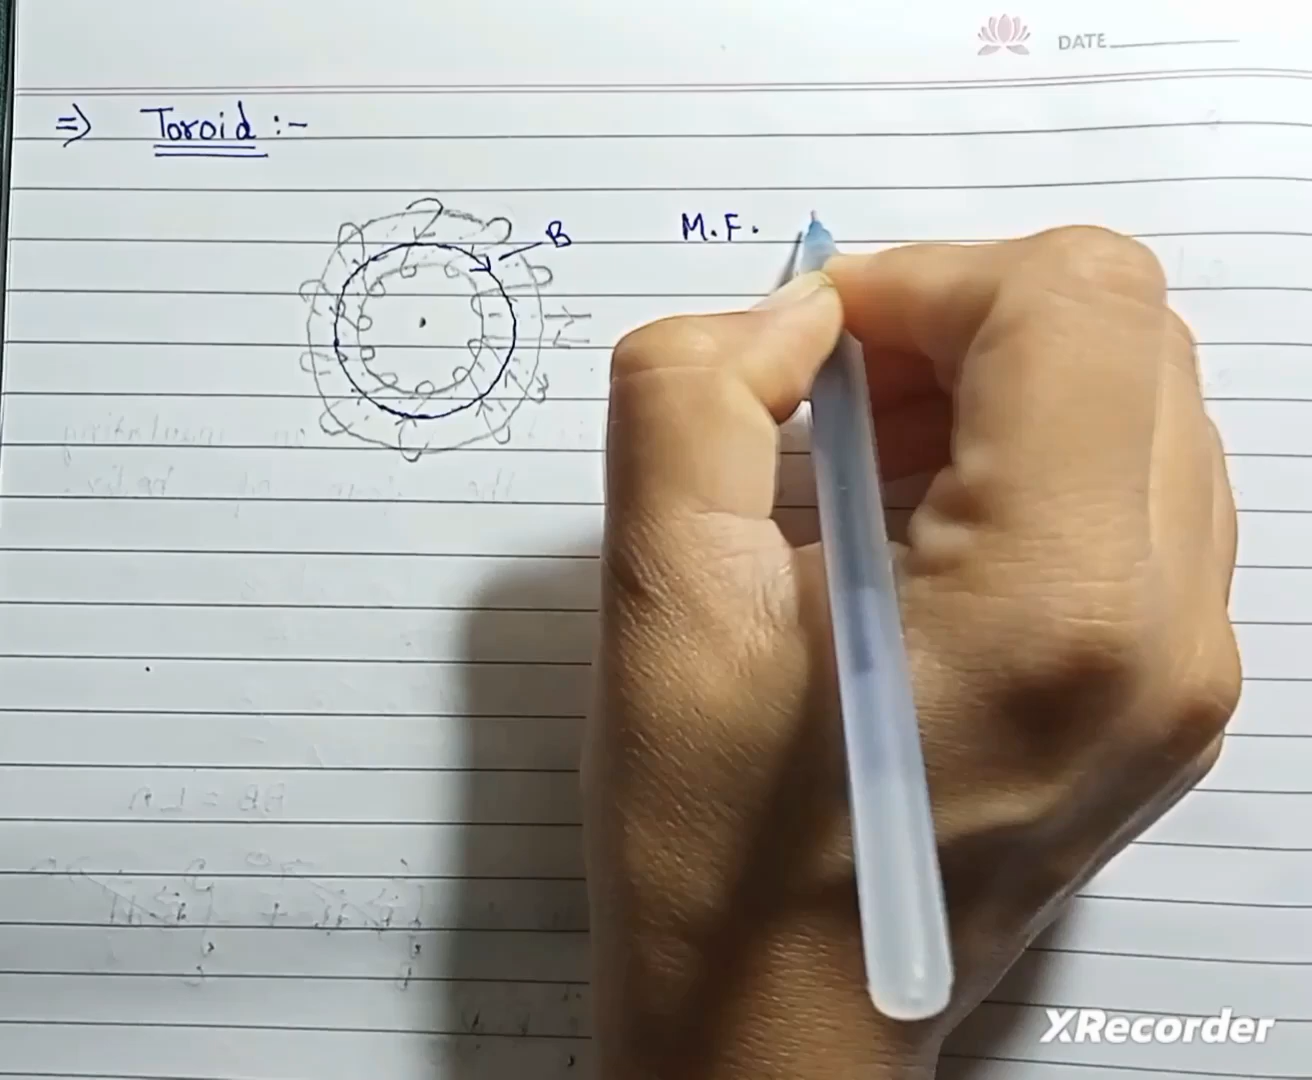 DATE
⇒ Toroid :-
B
M.F.
XRecorder